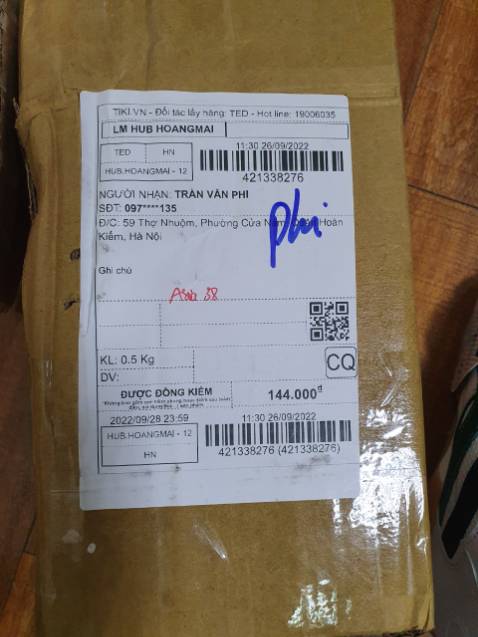 TIKI.VN - Đối tác lấy hàng: TED - Hot line: 19006035
LM HUB HOANGMAI
TED HN
HUB.HOANGMAI - 12
11:30 26/09/2022
421338276
NGƯỜI NHẬN: TRẦN VĂN PHI
SĐT: 097****135
Đ/C: 59 Thợ Nhuộm, Phường Cửa Nam, Hoàn
Kiếm, Hà Nội
Phi
Ghi chú
38
KL: 0.5 Kg
CQ
DV:
ĐƯỢC ĐỒNG KIỂM
144.000đ
2022/09/28 23:59
HUB.HOANGMAI - 12
HN
11:30 26/09/2022
421338276 (421338276)